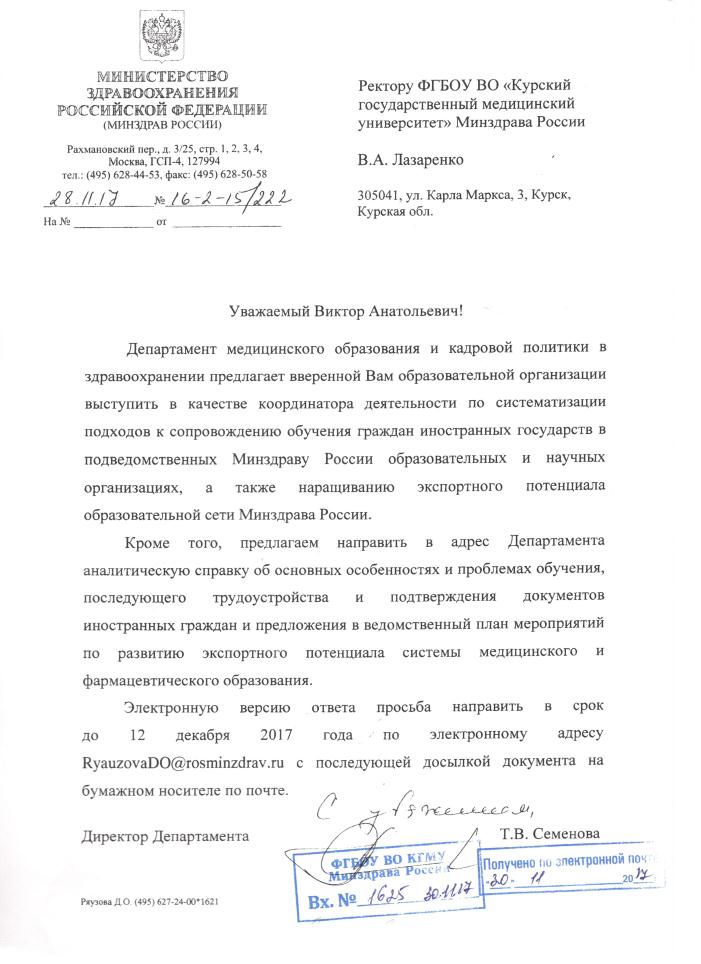 МИНИСТЕРСТВО
ЗДРАВООХРАНЕНИЯ
РОССИЙСКОЙ ФЕДЕРАЦИИ
(МИНЗДРАВ РОССИИ)
Рахмановский пер., д. 3/25, стр. 1, 2, 3, 4,
Москва, ГСП-4, 127994
тел.: (495) 628-44-53, факс: (495) 628-50-58
28.11.17 № 16-2-15/222
На № ______________ от ___________________
Ректору ФГБОУ ВО «Курский
государственный медицинский
университет» Минздрава России
В.А. Лазаренко
305041, ул. Карла Маркса, 3, Курск,
Курская обл.
Уважаемый Виктор Анатольевич!
Департамент медицинского образования и кадровой политики в
здравоохранении предлагает вверенной Вам образовательной организации
выступить в качестве координатора деятельности по систематизации
подходов к сопровождению обучения граждан иностранных государств в
подведомственных Минздраву России образовательных и научных
организациях, а также наращиванию экспортного потенциала
образовательной сети Минздрава России.
Кроме того, предлагаем направить в адрес Департамента
аналитическую справку об основных особенностях и проблемах обучения,
последующего трудоустройства и подтверждения документов
иностранных граждан и предложения в ведомственный план мероприятий
по развитию экспортного потенциала системы медицинского и
фармацевтического образования.
Электронную версию ответа просьба направить в срок
до 12 декабря 2017 года по электронному адресу
RyauzovaDO@rosminzdrav.ru с последующей досылкой документа на
бумажном носителе по почте.
С уважением,
Директор Департамента Т.В. Семенова
ФГБОУ ВО КГМУ
Минздрава России
Вх. № 1625 30.11.17
Получено по электронной почте
30 11 2017
Ряузова Д.О. (495) 627-24-00*1621